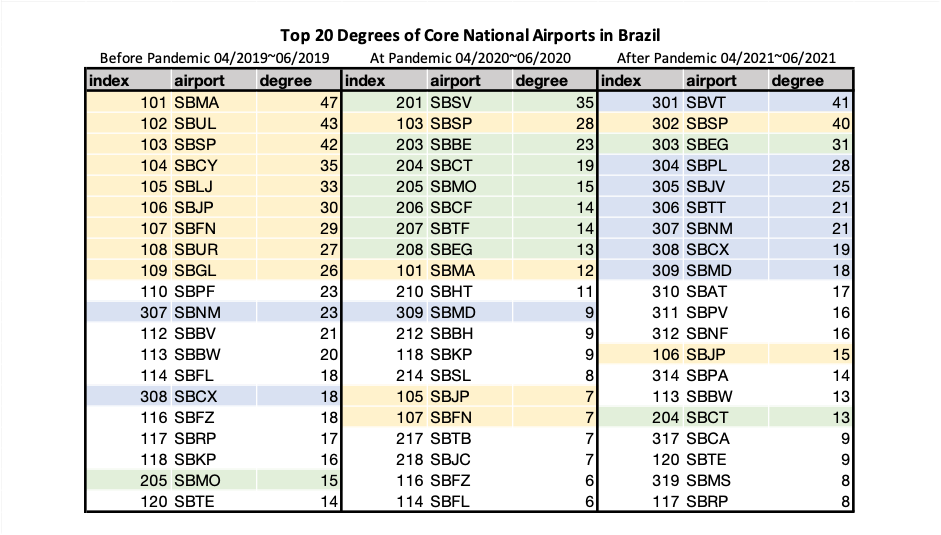 Top 20 Degrees of Core National Airports in Brazil
Before Pandemic 04/2019~06/2019 At Pandemic 04/2020~06/2020 After Pandemic 04/2021~06/2021
index airport degree index airport degree index airport degree
101 SBMA 47 201 SBSV 35 301 SBVT 41
102 SBUL 43 103 SBSP 28 302 SBSP 40
103 SBSP 42 203 SBBE 23 303 SBEG 31
104 SBCY 35 204 SBCT 19 304 SBPL 28
105 SBLJ 33 205 SBMO 15 305 SBJV 25
106 SBJP 30 206 SBCF 14 306 SBTT 21
107 SBFN 29 207 SBTF 14 307 SBNM 21
108 SBUR 27 208 SBEG 13 308 SBCX 19
109 SBGL 26 101 SBMA 12 309 SBMD 18
110 SBPF 23 210 SBHT 11 310 SBAT 17
307 SBNM 23 309 SBMD 9 311 SBPV 16
112 SBBV 21 212 SBBH 9 312 SBNF 16
113 SBBW 20 118 SBKP 9 106 SBJP 15
114 SBFL 18 214 SBSL 8 314 SBPA 14
308 SBCX 18 105 SBJP 7 113 SBBW 13
116 SBFZ 18 107 SBFN 7 204 SBCT 13
117 SBRP 17 217 SBTB 7 317 SBCA 9
118 SBKP 16 218 SBJC 7 120 SBTE 9
205 SBMO 15 116 SBFZ 6 319 SBMS 8
120 SBTE 14 114 SBFL 6 117 SBRP 8